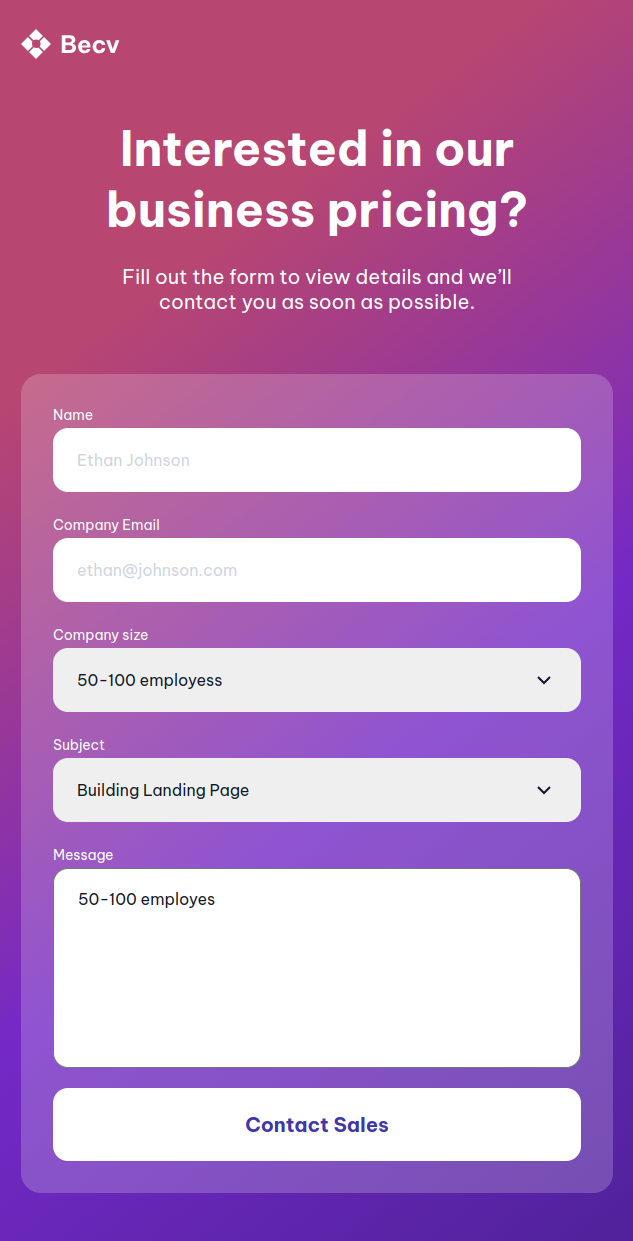 Becv
Interested in our
business pricing?
Fill out the form to view details and we’ll
contact you as soon as possible.
Name
Ethan Johnson
Company Email
ethan@johnson.com
Company size
50-100 employess
Subject
Building Landing Page
Message
50-100 employes
Contact Sales